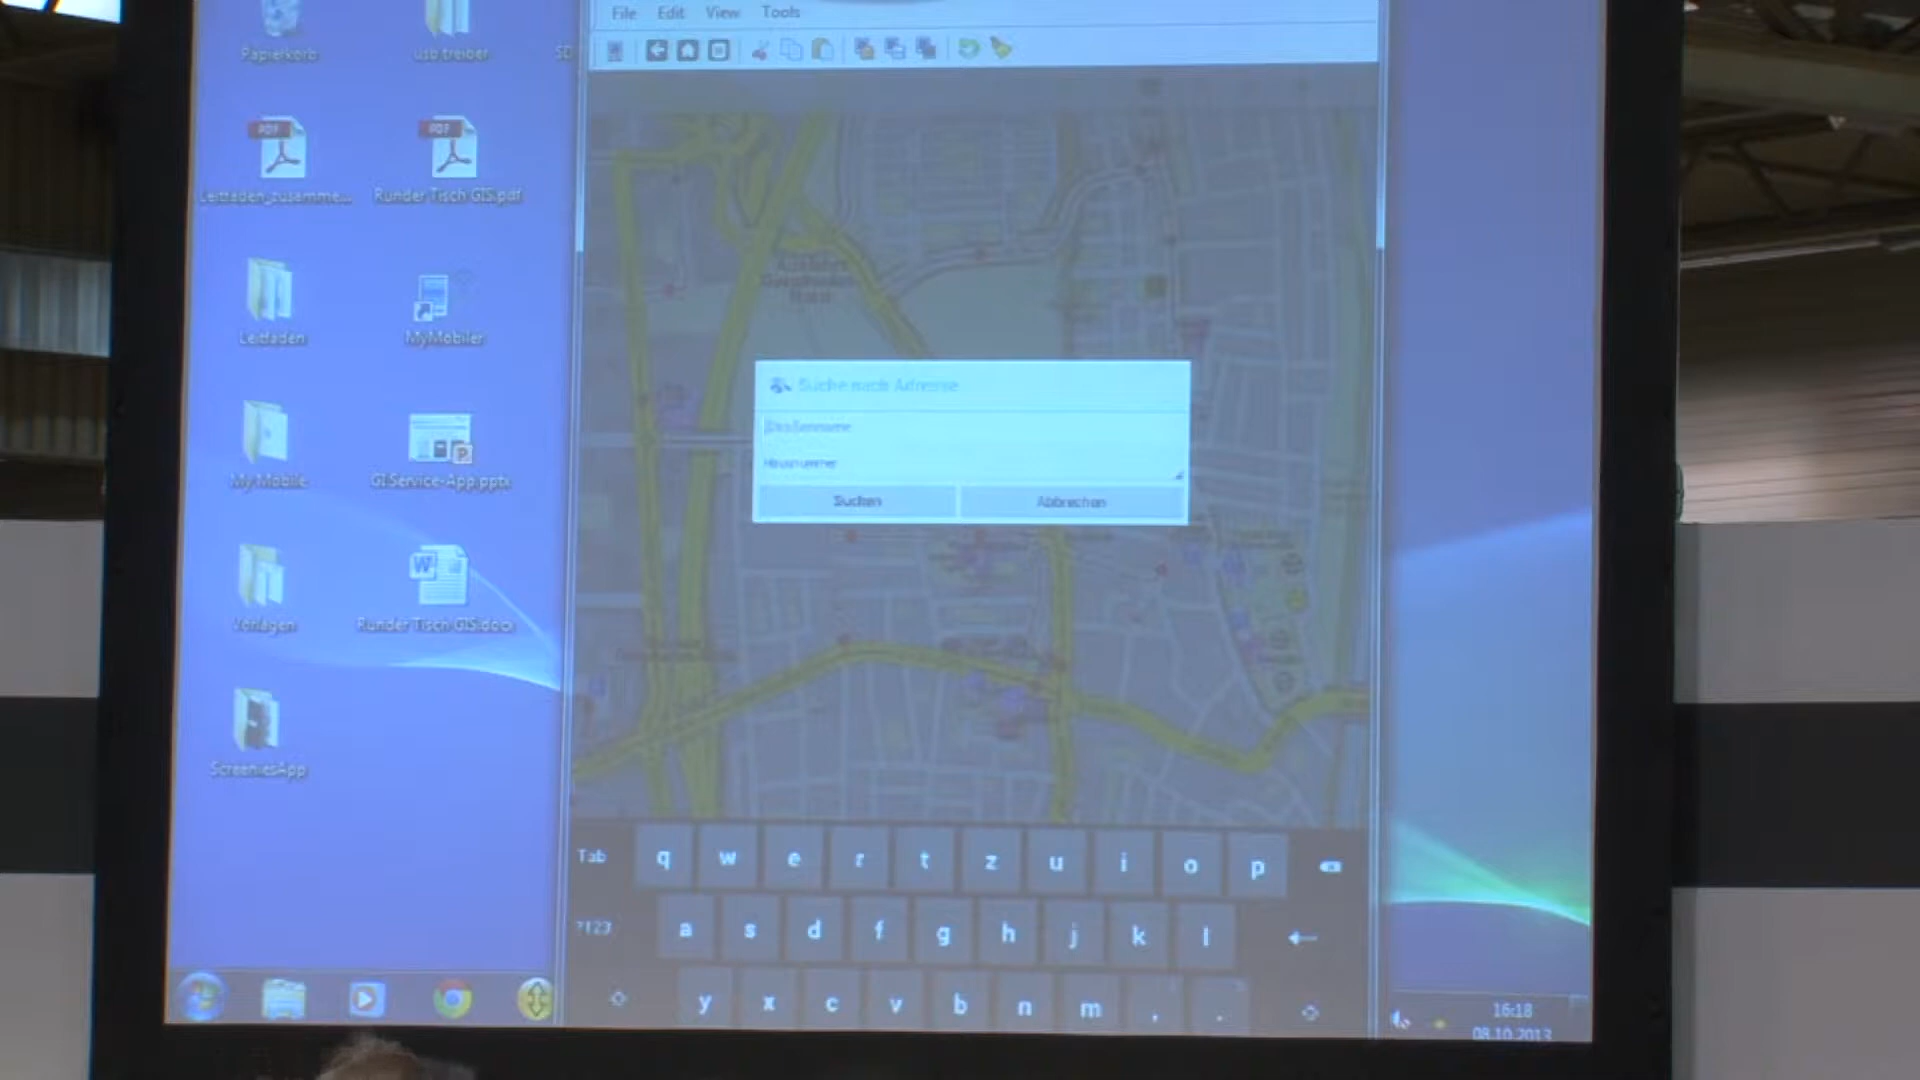 File Edit View Tools
Papierkorb
usb treiber
SD
PDF
PDF
Leitfaden_zusamme...
Runder Tisch GIS.pdf
Leitfaden
MyMobiler
My Mobile
GIService-App.pptx
Vorlagen
Runder Tisch GIS.docx
ScreeniesApp
Suche nach Adresse
Straßenname
Hausnummer
Suchen
Abbrechen
Tab q w e r t z u i o p
?123 a s d f g h j k l
y x c v b n m , .
16:18
08.10.2013